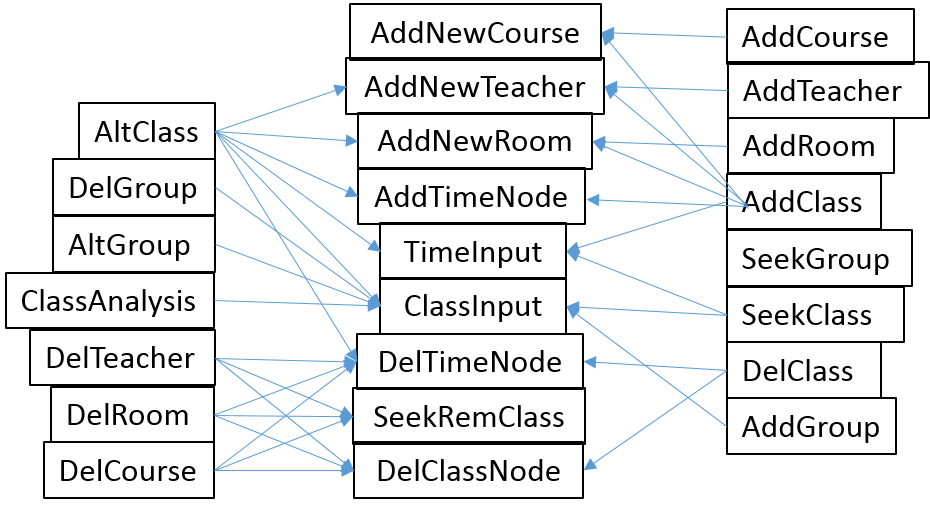 AltClass
DelGroup
AltGroup
ClassAnalysis
DelTeacher
DelRoom
DelCourse
AddNewCourse
AddNewTeacher
AddNewRoom
AddTimeNode
TimeInput
ClassInput
DelTimeNode
SeekRemClass
DelClassNode
AddCourse
AddTeacher
AddRoom
AddClass
SeekGroup
SeekClass
DelClass
AddGroup